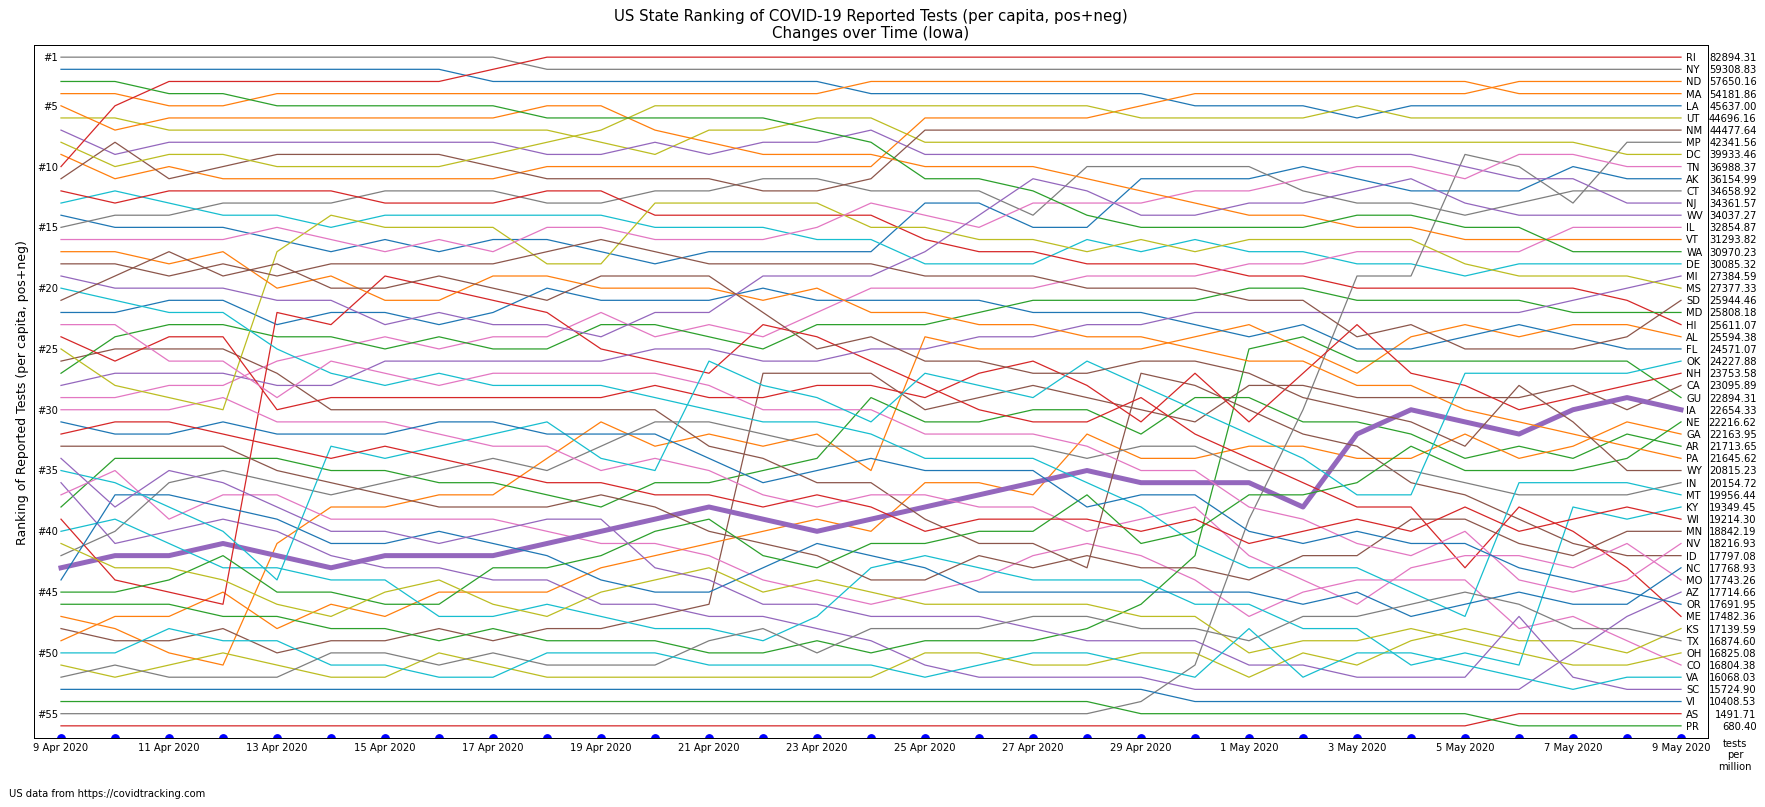 US State Ranking of COVID-19 Reported Tests (per capita, pos+neg)
Changes over Time (Iowa)
Ranking of Reported Tests (per capita, pos+neg)
#1
#5
#10
#15
#20
#25
#30
#35
#40
#45
#50
#55
RI 82894.31
NY 59308.83
ND 57650.16
MA 54181.86
LA 45637.00
UT 44696.16
NM 44477.64
MP 42341.56
DC 39933.46
TN 36988.37
AK 36154.99
CT 34658.92
NJ 34361.57
WV 34037.27
IL 32854.87
VT 31293.82
WA 30970.23
DE 30085.32
MI 27384.59
MS 27377.33
SD 25944.46
MD 25808.18
HI 25611.07
AL 25594.38
FL 24571.07
OK 24227.88
NH 23753.58
CA 23095.89
GU 22894.31
IA 22654.33
NE 22216.62
GA 22163.95
AR 21713.65
PA 21645.62
WY 20815.23
IN 20154.72
MT 19956.44
KY 19349.45
WI 19214.30
MN 18842.19
NV 18216.93
ID 17797.08
NC 17768.93
MO 17743.26
AZ 17714.66
OR 17691.95
ME 17482.36
KS 17139.59
TX 16874.60
OH 16825.08
CO 16804.38
VA 16068.03
SC 15724.90
VI 10408.53
AS 1491.71
PR 680.40
9 Apr 2020 11 Apr 2020 13 Apr 2020 15 Apr 2020 17 Apr 2020 19 Apr 2020 21 Apr 2020 23 Apr 2020 25 Apr 2020 27 Apr 2020 29 Apr 2020 1 May 2020 3 May 2020 5 May 2020 7 May 2020 9 May 2020
tests
per
million
US data from https://covidtracking.com